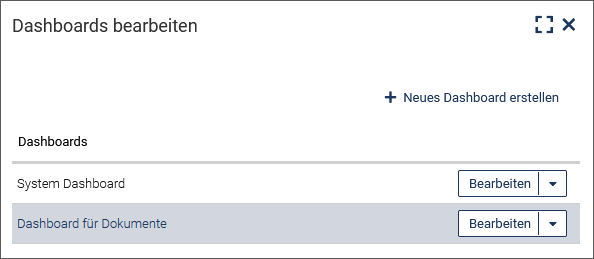 Dashboards bearbeiten
Neues Dashboard erstellen
Dashboards
System Dashboard Bearbeiten
Dashboard für Dokumente Bearbeiten